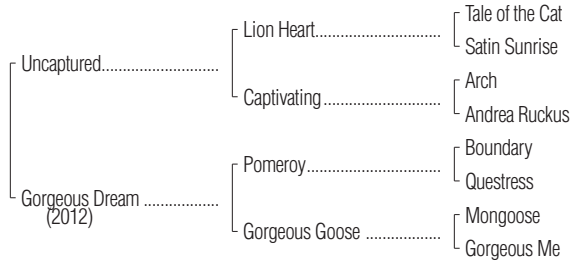 Tale of the Cat
Lion Heart
Satin Sunrise
Uncaptured
Arch
Captivating
Andrea Ruckus
Boundary
Pomeroy
Questress
Gorgeous Dream
(2012)
Mongoose
Gorgeous Goose
Gorgeous Me